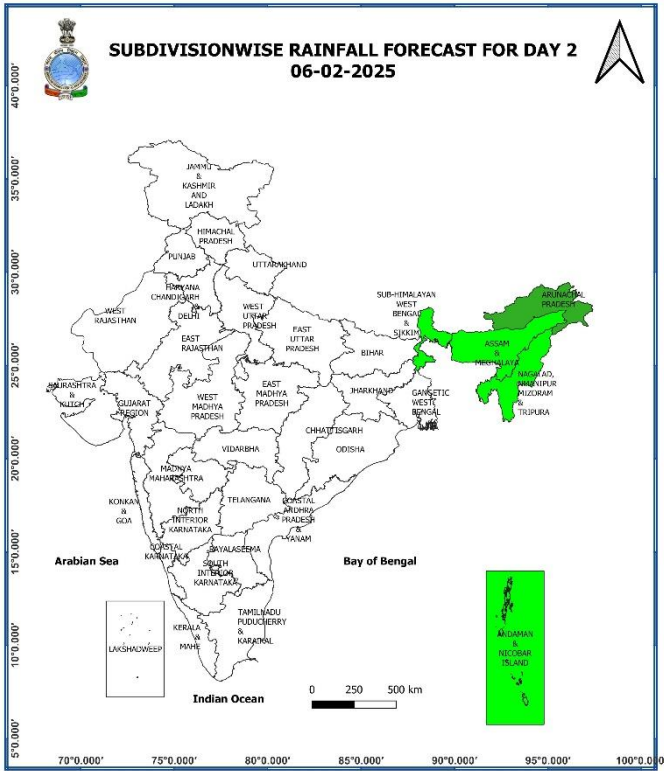 SUBDIVISIONWISE RAINFALL FORECAST FOR DAY 2
06-02-2025
40°0.000'
35°0.000'
30°0.000'
25°0.000'
20°0.000'
15°0.000'
10°0.000'
5°0.000'
JAMMU
&
KASHMIR
AND
LADAKH
HIMACHAL
PRADESH
PUNJAB
UTTARAKHAND
HARYANA
CHANDIGARH
&
DELHI
WEST
RAJASTHAN
WEST
UTTAR
PRADESH
EAST
RAJASTHAN
EAST
UTTAR
PRADESH
SUB-HIMALAYAN
WEST
BENGAL
&
SIKKIM
ARUNACHAL
PRADESH
ASSAM
&
MEGHALAYA
BIHAR
NAGALAD,
MANIPUR
MIZORAM
&
TRIPURA
SAURASHTRA
&
KUTCH
GUJARAT
REGION
WEST
MADHYA
PRADESH
EAST
MADHYA
PRADESH
JHARKHAND
GANGETIC
WEST
BENGAL
CHHATTISGARH
ODISHA
VIDARBHA
MADHYA
MAHARASHTRA
TELANGANA
COASTAL
ANDHRA
PRADESH
&
YANAM
KONKAN
&
GOA
NORTH
INTERIOR
KARNATAKA
COASTAL
KARNATAKA
RAYALASEEMA
SOUTH
INTERIOR
KARNATAKA
Arabian Sea
Bay of Bengal
LAKSHADWEEP
KERALA
&
MAHE
TAMILNADU
PUDUCHERRY
&
KARAIKAL
ANDAMAN
&
NICOBAR
ISLAND
Indian Ocean
0 250 500 km
70°0.000' 75°0.000' 80°0.000' 85°0.000' 90°0.000' 95°0.000' 100°0.000'